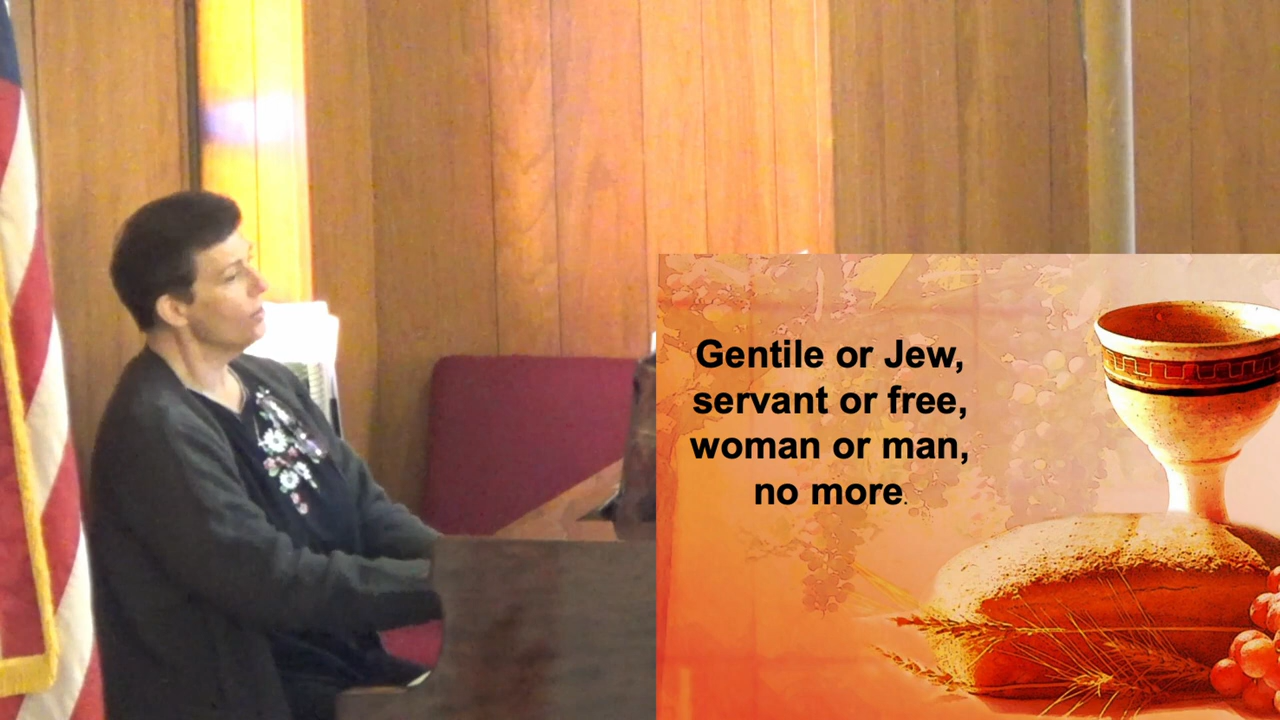 Gentile or Jew,
servant or free,
woman or man,
no more.